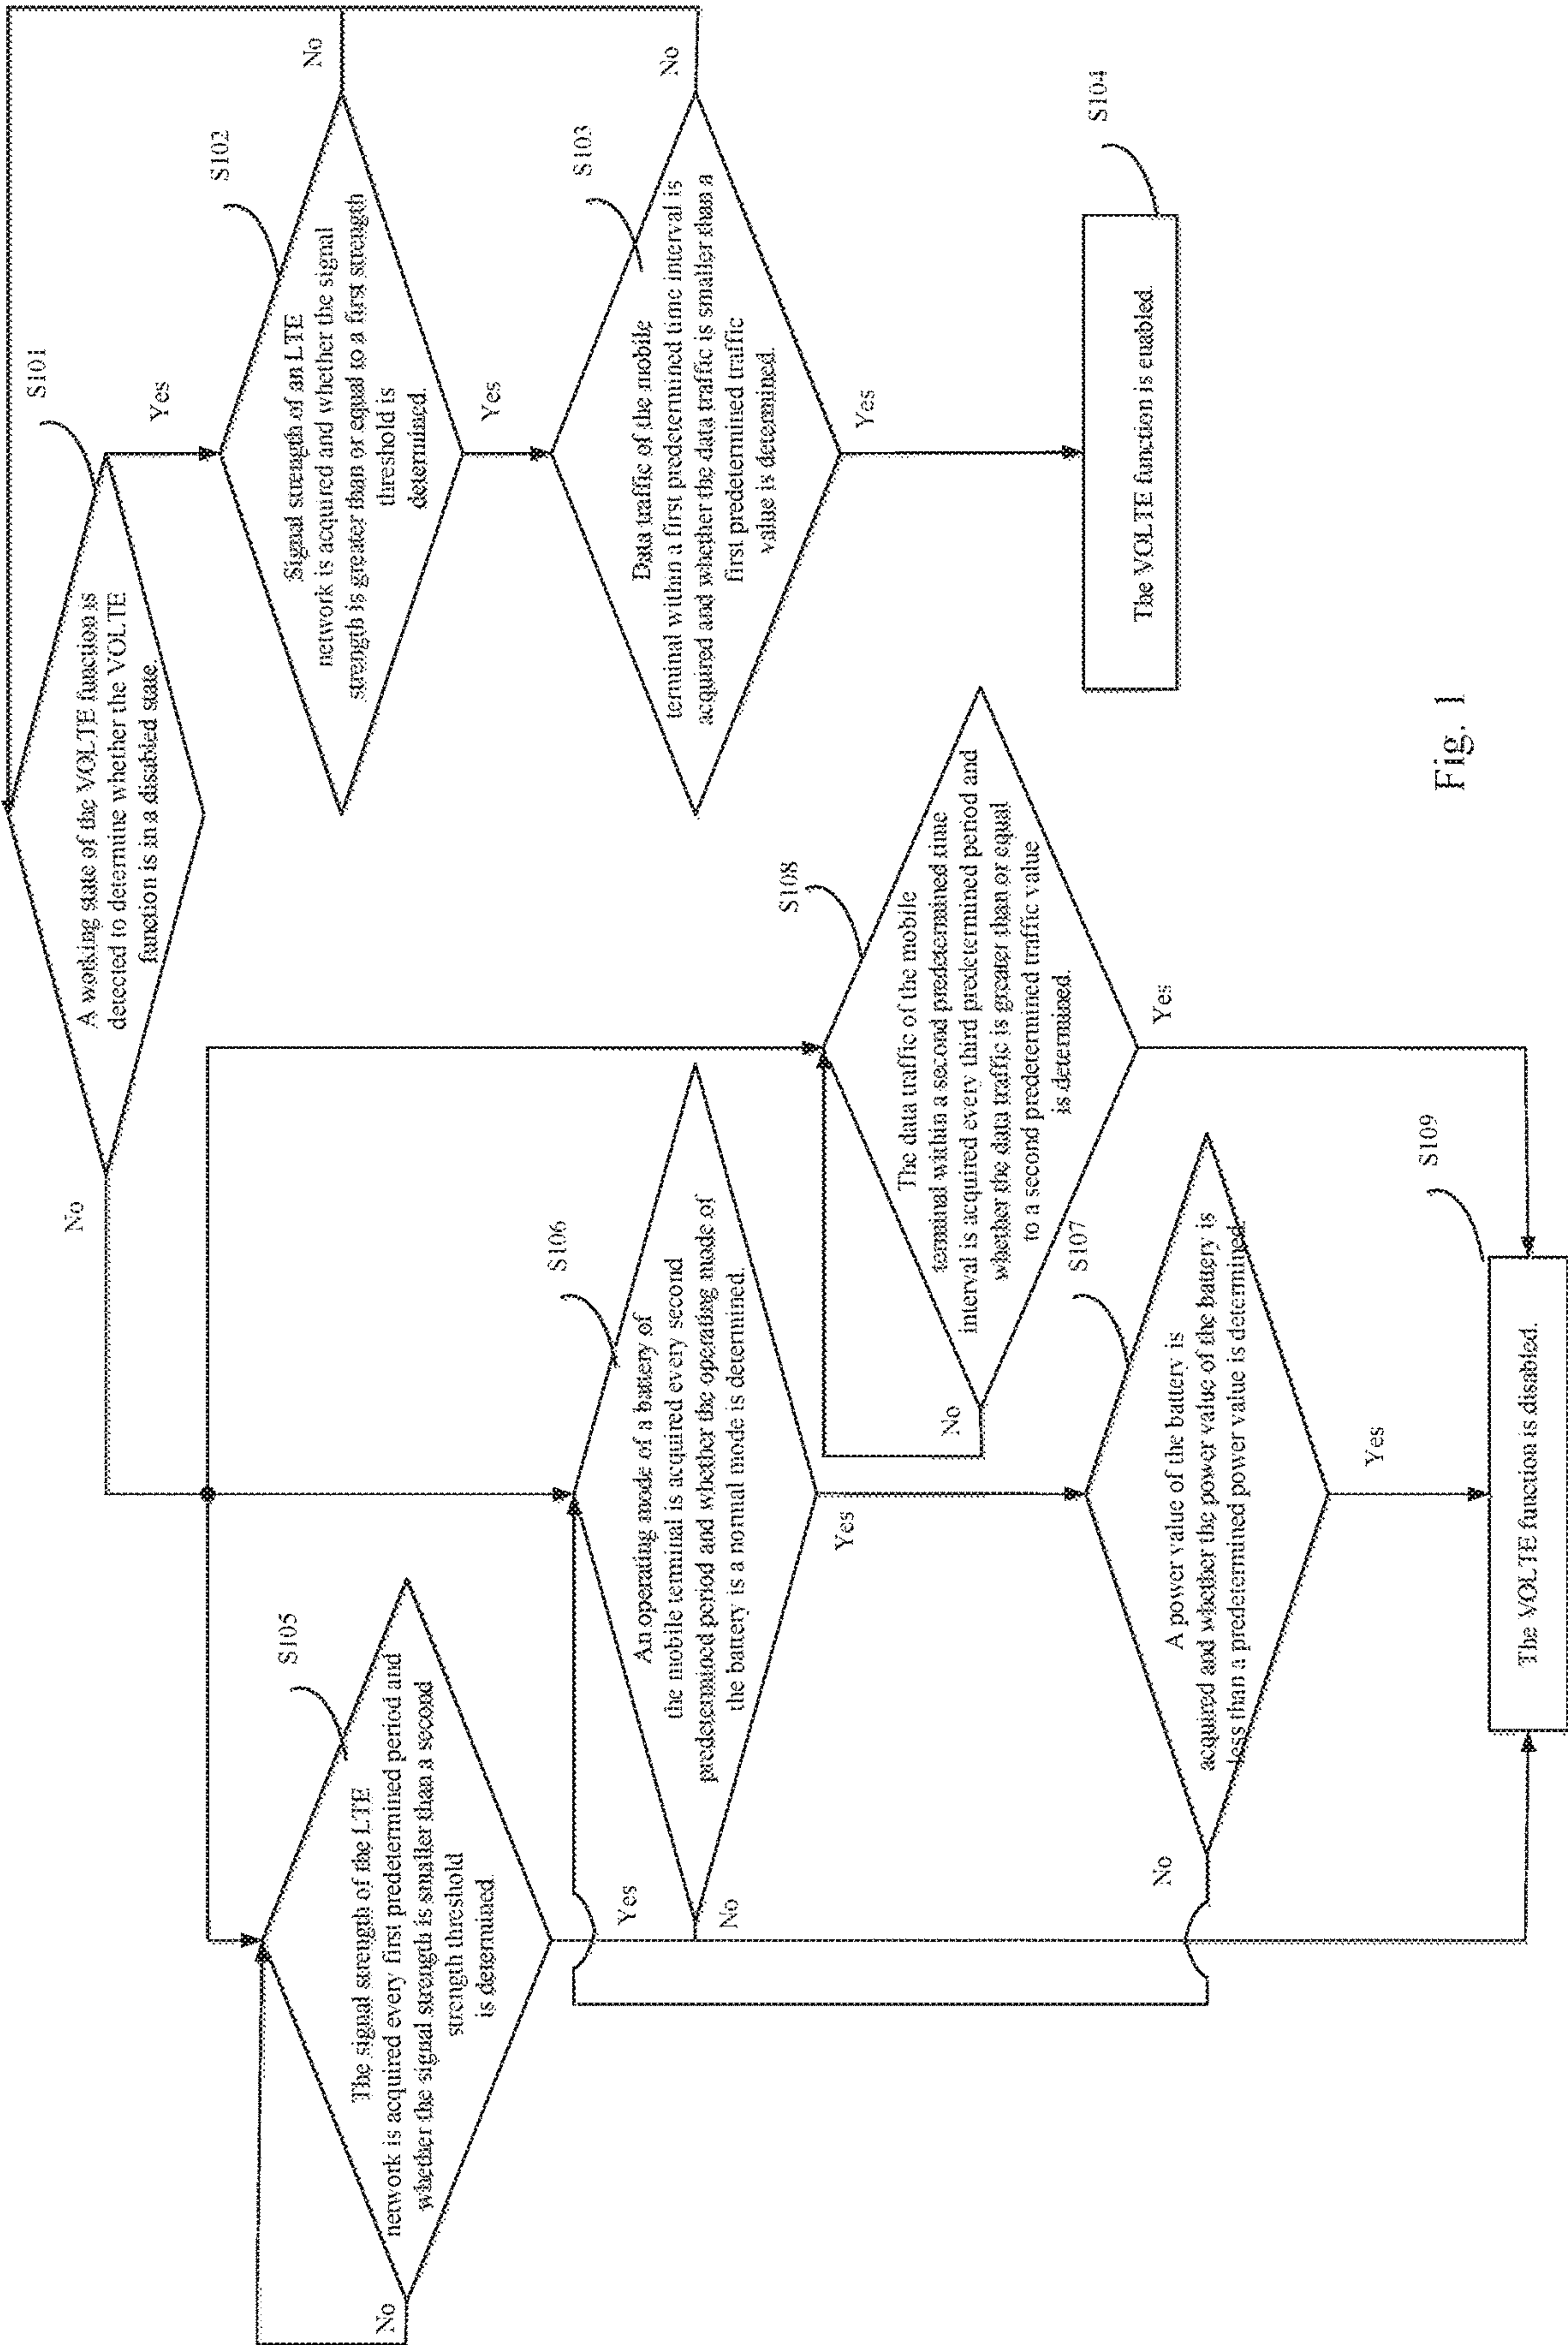 S101
A working state of the VOLTE function is
detected to determine whether the VOLTE
function is in a disabled state.
No
Yes
S102
Signal strength of an LTE
network is acquired and whether the signal
strength is greater than or equal to a first strength
threshold is
determined.
No
Yes
S103
Data traffic of the mobile
terminal within a first predetermined time interval is
acquired and whether the data traffic is smaller than a
first predetermined traffic
value is determined.
No
Yes
S104
The VOLTE function is enabled.
S105
The signal strength of the LTE
network is acquired every first predetermined period and
whether the signal strength is smaller than a second
strength threshold
is determined.
No
Yes
S106
An operating mode of a battery of
the mobile terminal is acquired every second
predetermined period and whether the operating mode of
the battery is a normal mode is determined.
No
Yes
S107
A power value of the battery is
acquired and whether the power value of the battery is
less than a predetermined power value is determined.
No
Yes
S108
The data traffic of the mobile
terminal within a second predetermined time
interval is acquired every third predetermined period and
whether the data traffic is greater than or equal
to a second predetermined traffic value
is determined.
No
Yes
S109
The VOLTE function is disabled.
Fig. 1